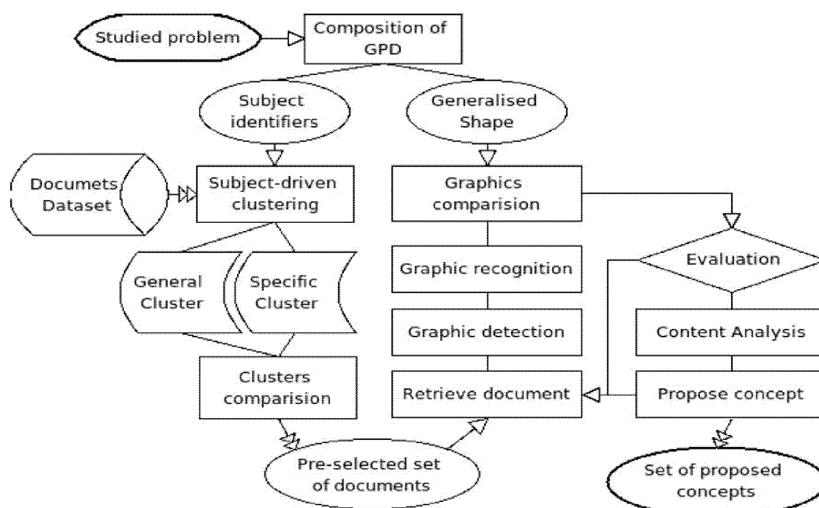 Studied problem
Composition of
GPD
Subject
identifiers
Generalised
Shape
Documets
Dataset
Subject-driven
clustering
Graphics
comparision
General
Cluster
Specific
Cluster
Graphic recognition
Evaluation
Graphic detection
Content Analysis
Clusters
comparision
Retrieve document
Propose concept
Pre-selected set
of documents
Set of proposed
concepts